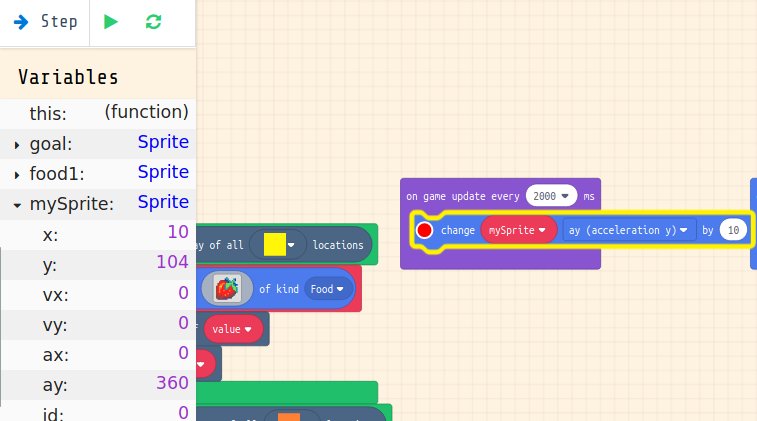 Step
Variables
this: (function)
goal: Sprite
food1: Sprite
mySprite: Sprite
x: 10
y: 104
vx: 0
vy: 0
ax: 0
ay: 360
id: 0
on game update every 2000 ms
change mySprite ay (acceleration y) by 10
of all locations
of kind Food
value